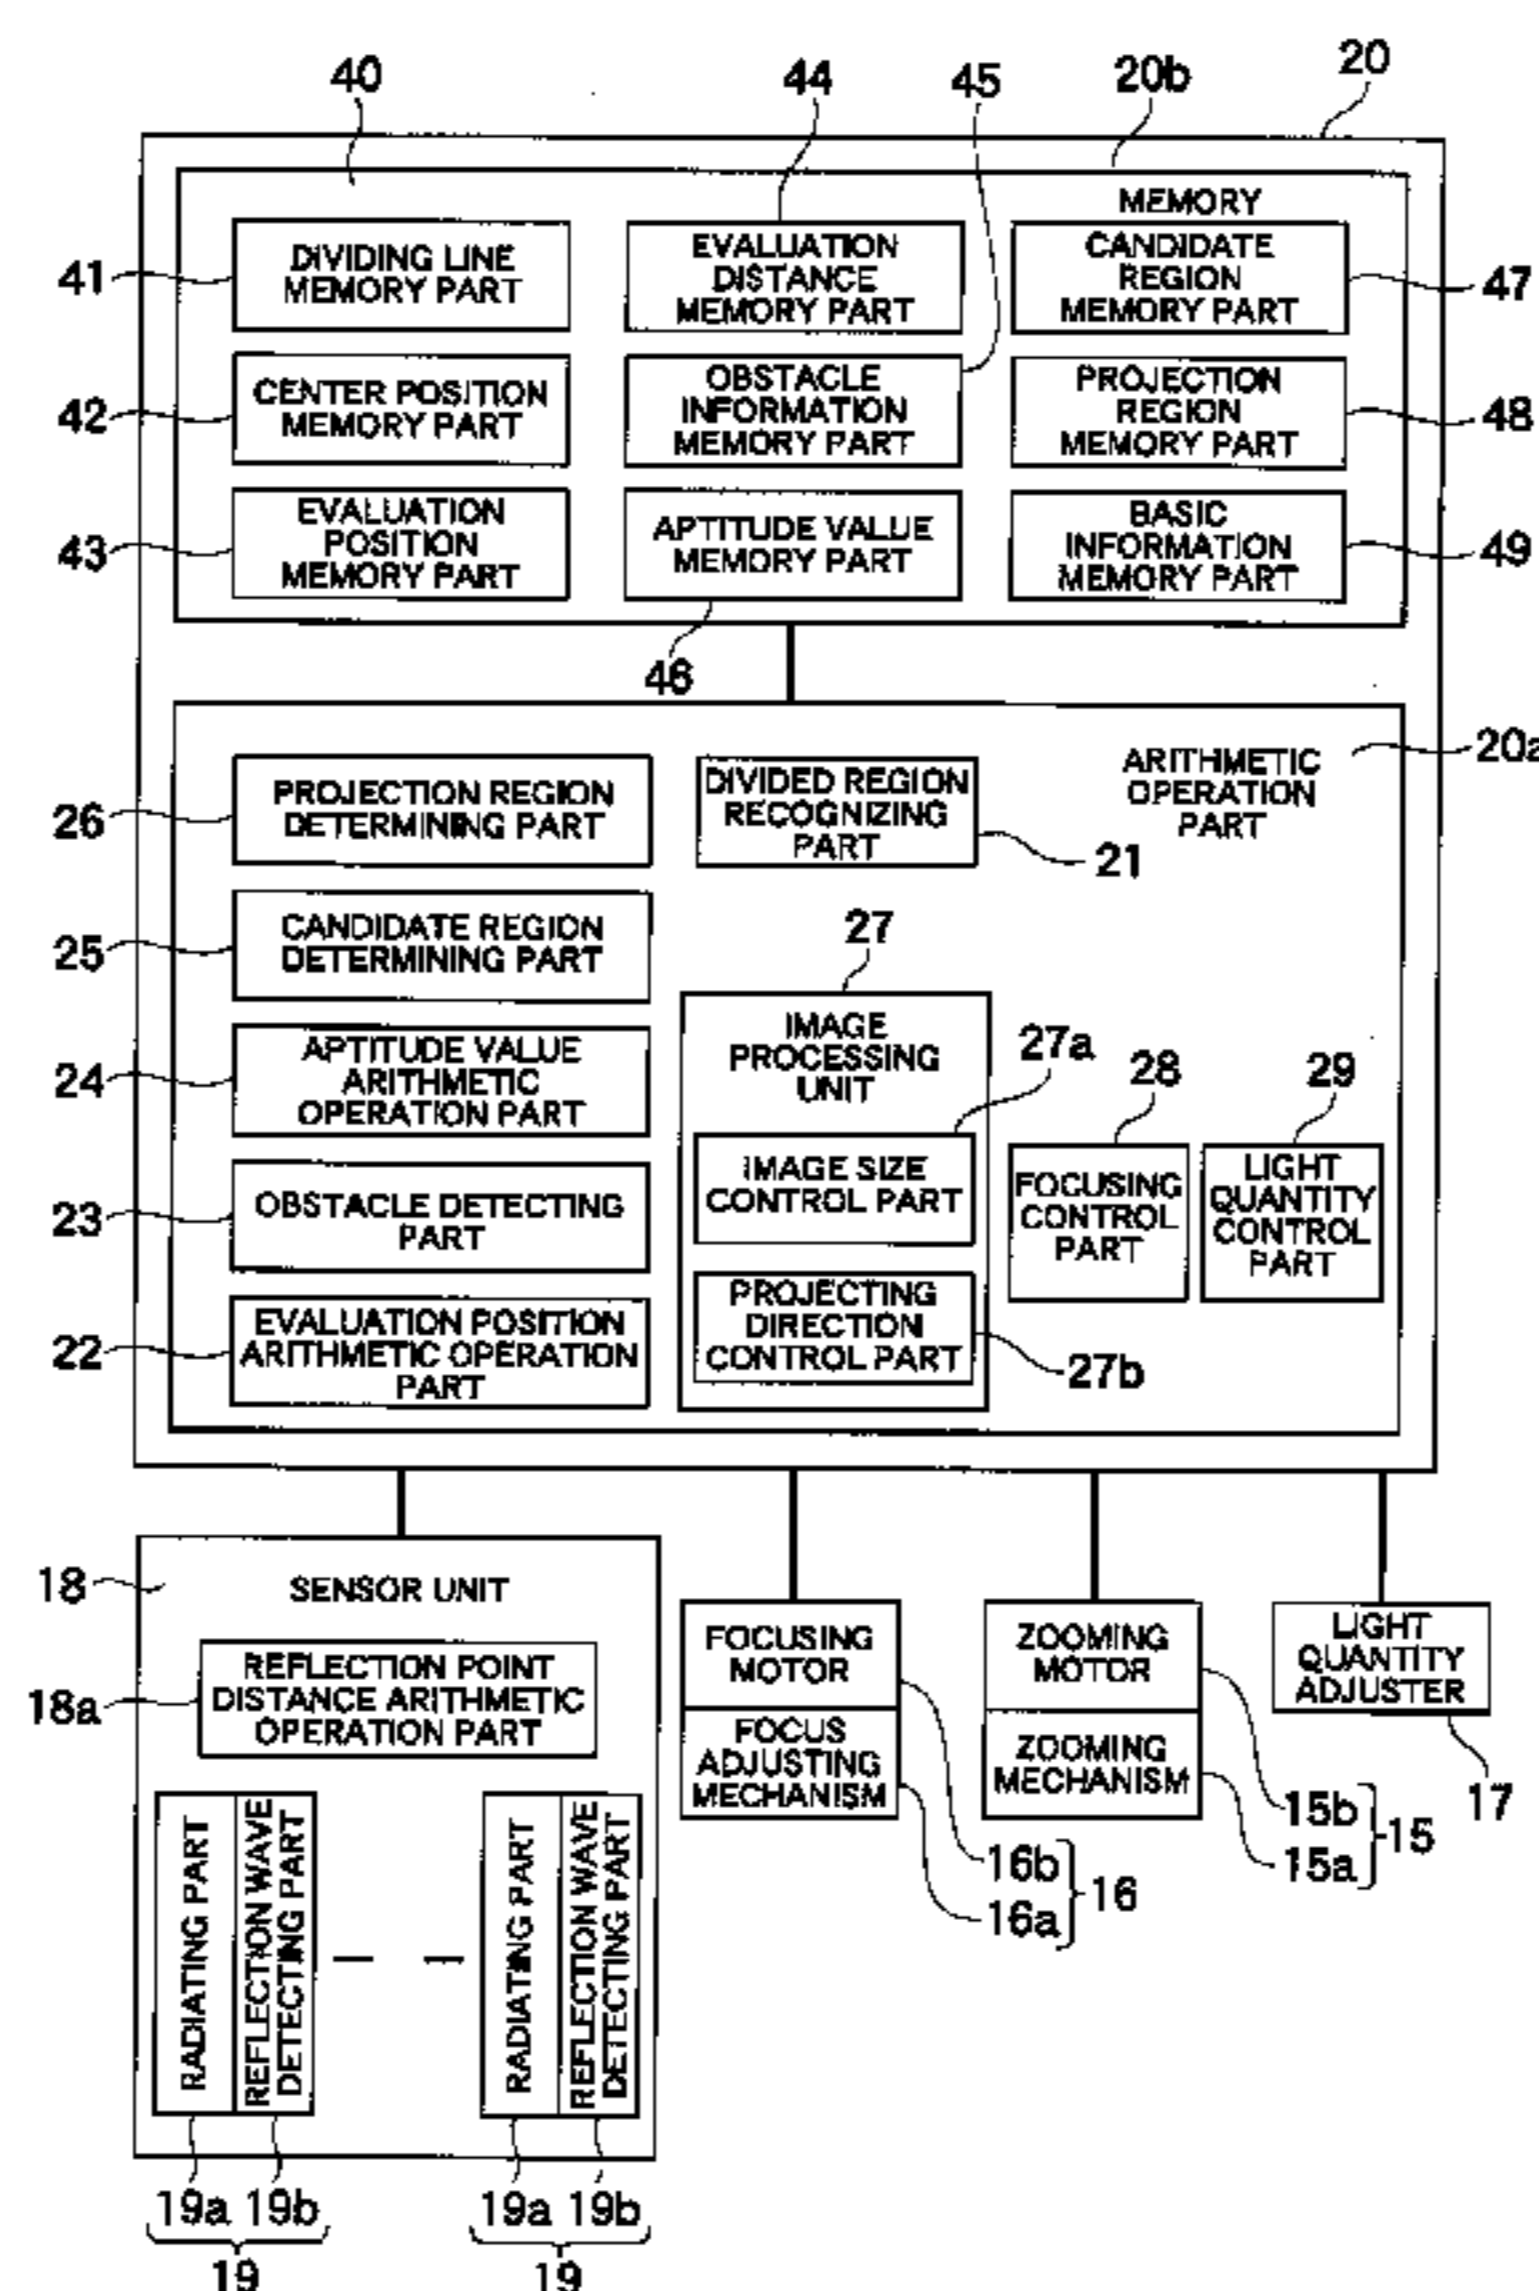 40
44
45
20b
20
MEMORY
41
DIVIDING LINE
MEMORY PART
EVALUATION
DISTANCE
MEMORY PART
CANDIDATE
REGION
MEMORY PART
47
42
CENTER POSITION
MEMORY PART
OBSTACLE
INFORMATION
MEMORY PART
PROJECTION
REGION
MEMORY PART
48
43
EVALUATION
POSITION
MEMORY PART
APTITUDE VALUE
MEMORY PART
BASIC
INFORMATION
MEMORY PART
49
46
20a
ARITHMETIC
OPERATION
PART
26
PROJECTION REGION
DETERMINING PART
DIVIDED REGION
RECOGNIZING
PART
21
25
CANDIDATE REGION
DETERMINING PART
27
24
APTITUDE VALUE
ARITHMETIC
OPERATION PART
IMAGE
PROCESSING
UNIT
27a
28
29
23
OBSTACLE DETECTING
PART
IMAGE SIZE
CONTROL PART
FOCUSING
CONTROL
PART
LIGHT
QUANTITY
CONTROL
PART
22
EVALUATION POSITION
ARITHMETIC OPERATION
PART
PROJECTING
DIRECTION
CONTROL PART
27b
18
SENSOR UNIT
18a
REFLECTION POINT
DISTANCE ARITHMETIC
OPERATION PART
FOCUSING
MOTOR
FOCUS
ADJUSTING
MECHANISM
ZOOMING
MOTOR
ZOOMING
MECHANISM
LIGHT
QUANTITY
ADJUSTER
17
15b
15a
15
16b
16a
16
RADIATING PART
REFLECTION WAVE
DETECTING PART
RADIATING PART
REFLECTION WAVE
DETECTING PART
19a 19b
19
19a 19b
19